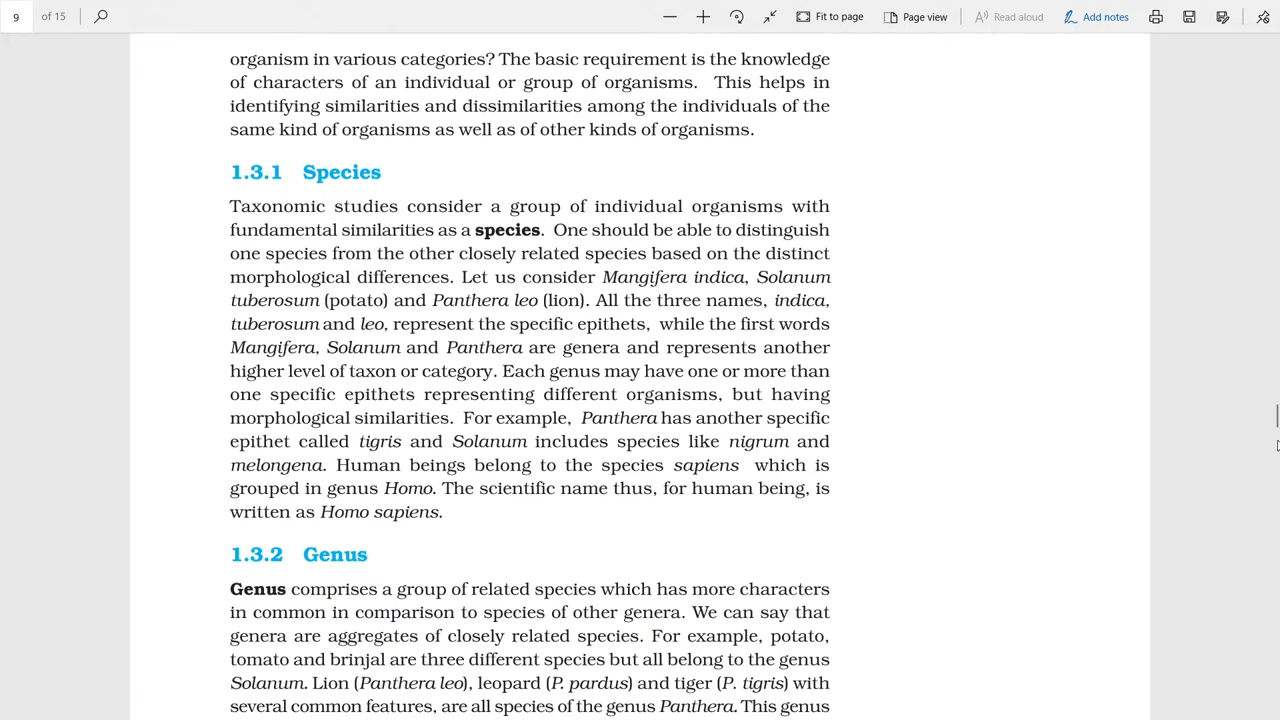 9 of 15 Fit to page Page view Read aloud Add notes
organism in various categories? The basic requirement is the knowledge
of characters of an individual or group of organisms. This helps in
identifying similarities and dissimilarities among the individuals of the
same kind of organisms as well as of other kinds of organisms.
1.3.1 Species
Taxonomic studies consider a group of individual organisms with
fundamental similarities as a species. One should be able to distinguish
one species from the other closely related species based on the distinct
morphological differences. Let us consider Mangifera indica, Solanum
tuberosum (potato) and Panthera leo (lion). All the three names, indica,
tuberosum and leo, represent the specific epithets, while the first words
Mangifera, Solanum and Panthera are genera and represents another
higher level of taxon or category. Each genus may have one or more than
one specific epithets representing different organisms, but having
morphological similarities. For example, Panthera has another specific
epithet called tigris and Solanum includes species like nigrum and
melongena. Human beings belong to the species sapiens which is
grouped in genus Homo. The scientific name thus, for human being, is
written as Homo sapiens.
1.3.2 Genus
Genus comprises a group of related species which has more characters
in common in comparison to species of other genera. We can say that
genera are aggregates of closely related species. For example, potato,
tomato and brinjal are three different species but all belong to the genus
Solanum. Lion (Panthera leo), leopard (P. pardus) and tiger (P. tigris) with
several common features, are all species of the genus Panthera. This genus